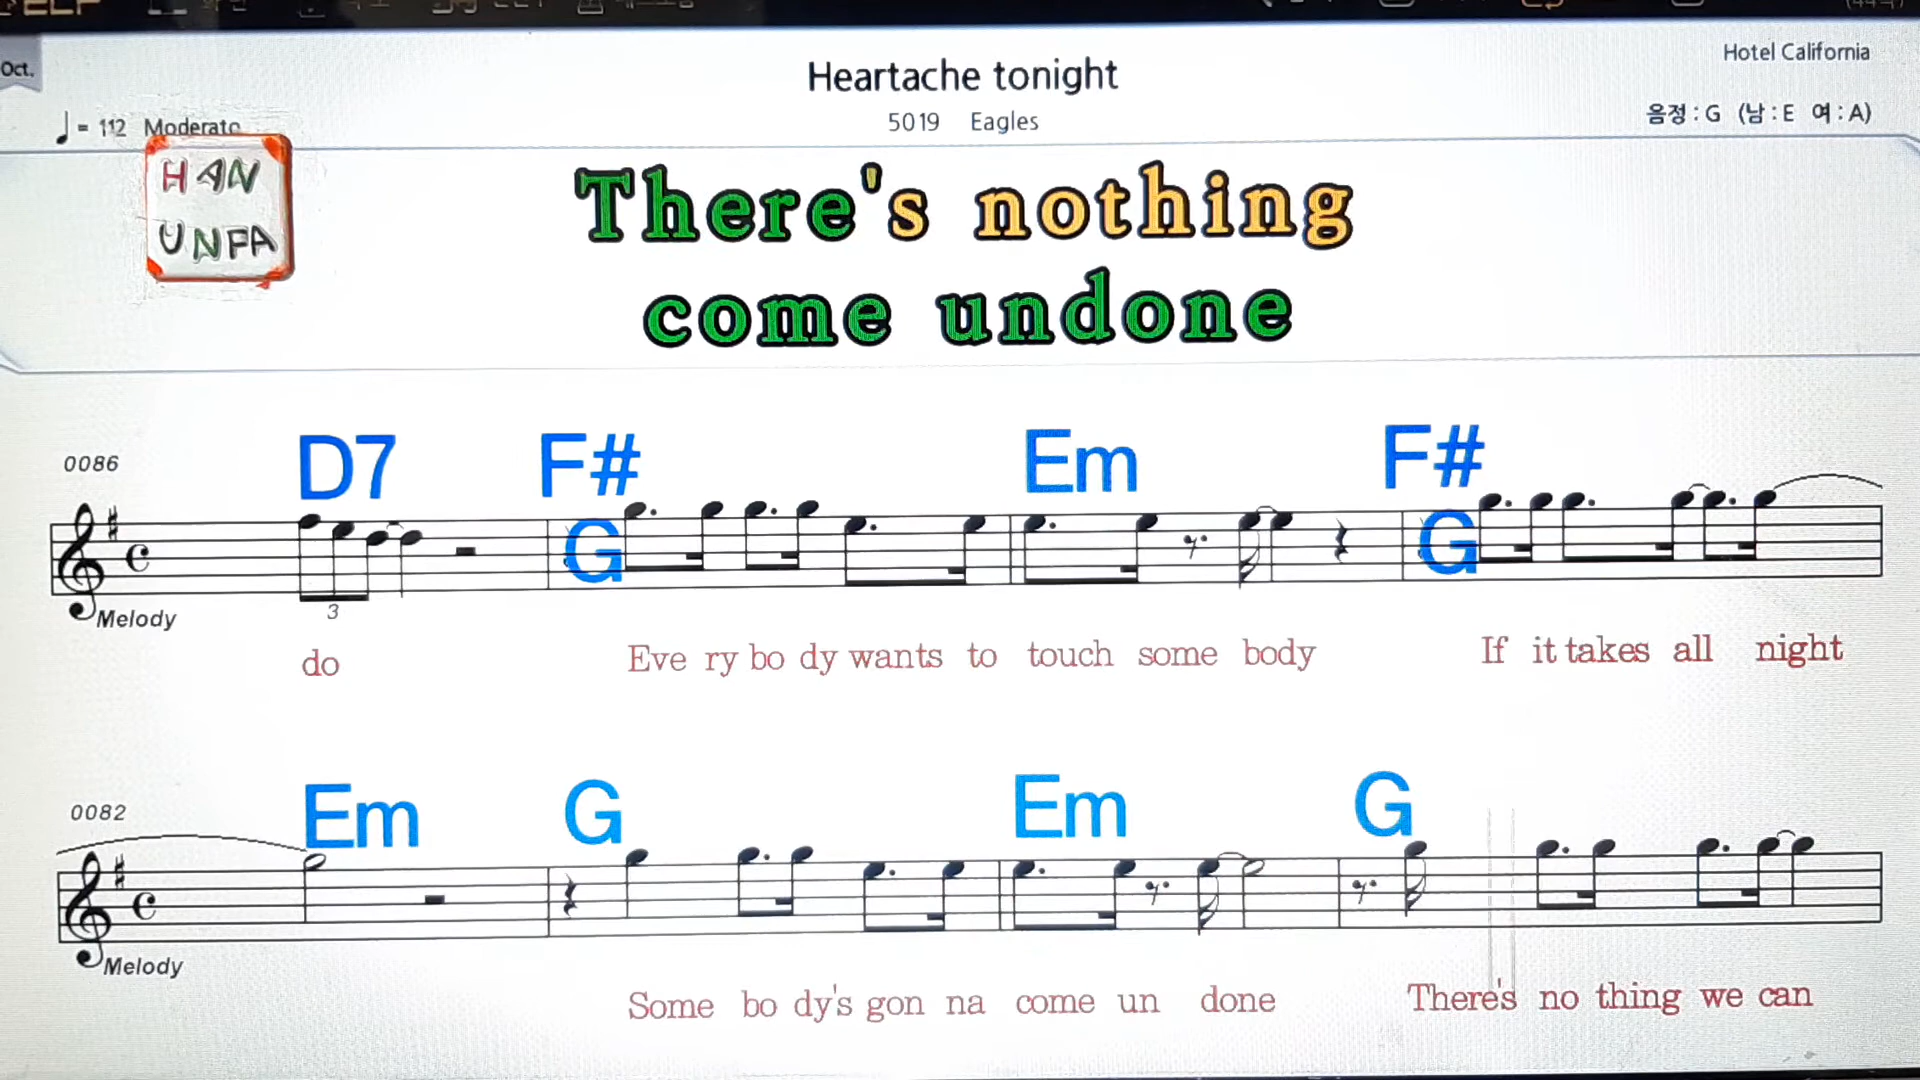 Oct.
Heartache tonight
Hotel California
= 112 Moderato
5019 Eagles
음정 : G (남 : E 여 : A)
HAN
UNFA
There's nothing
come undone
0086
D7 F# Em F#
G G
3
Melody
do Eve ry bo dy wants to touch some body If it takes all night
0082
Em G Em G
Melody
Some bo dy's gon na come un done There's no thing we can